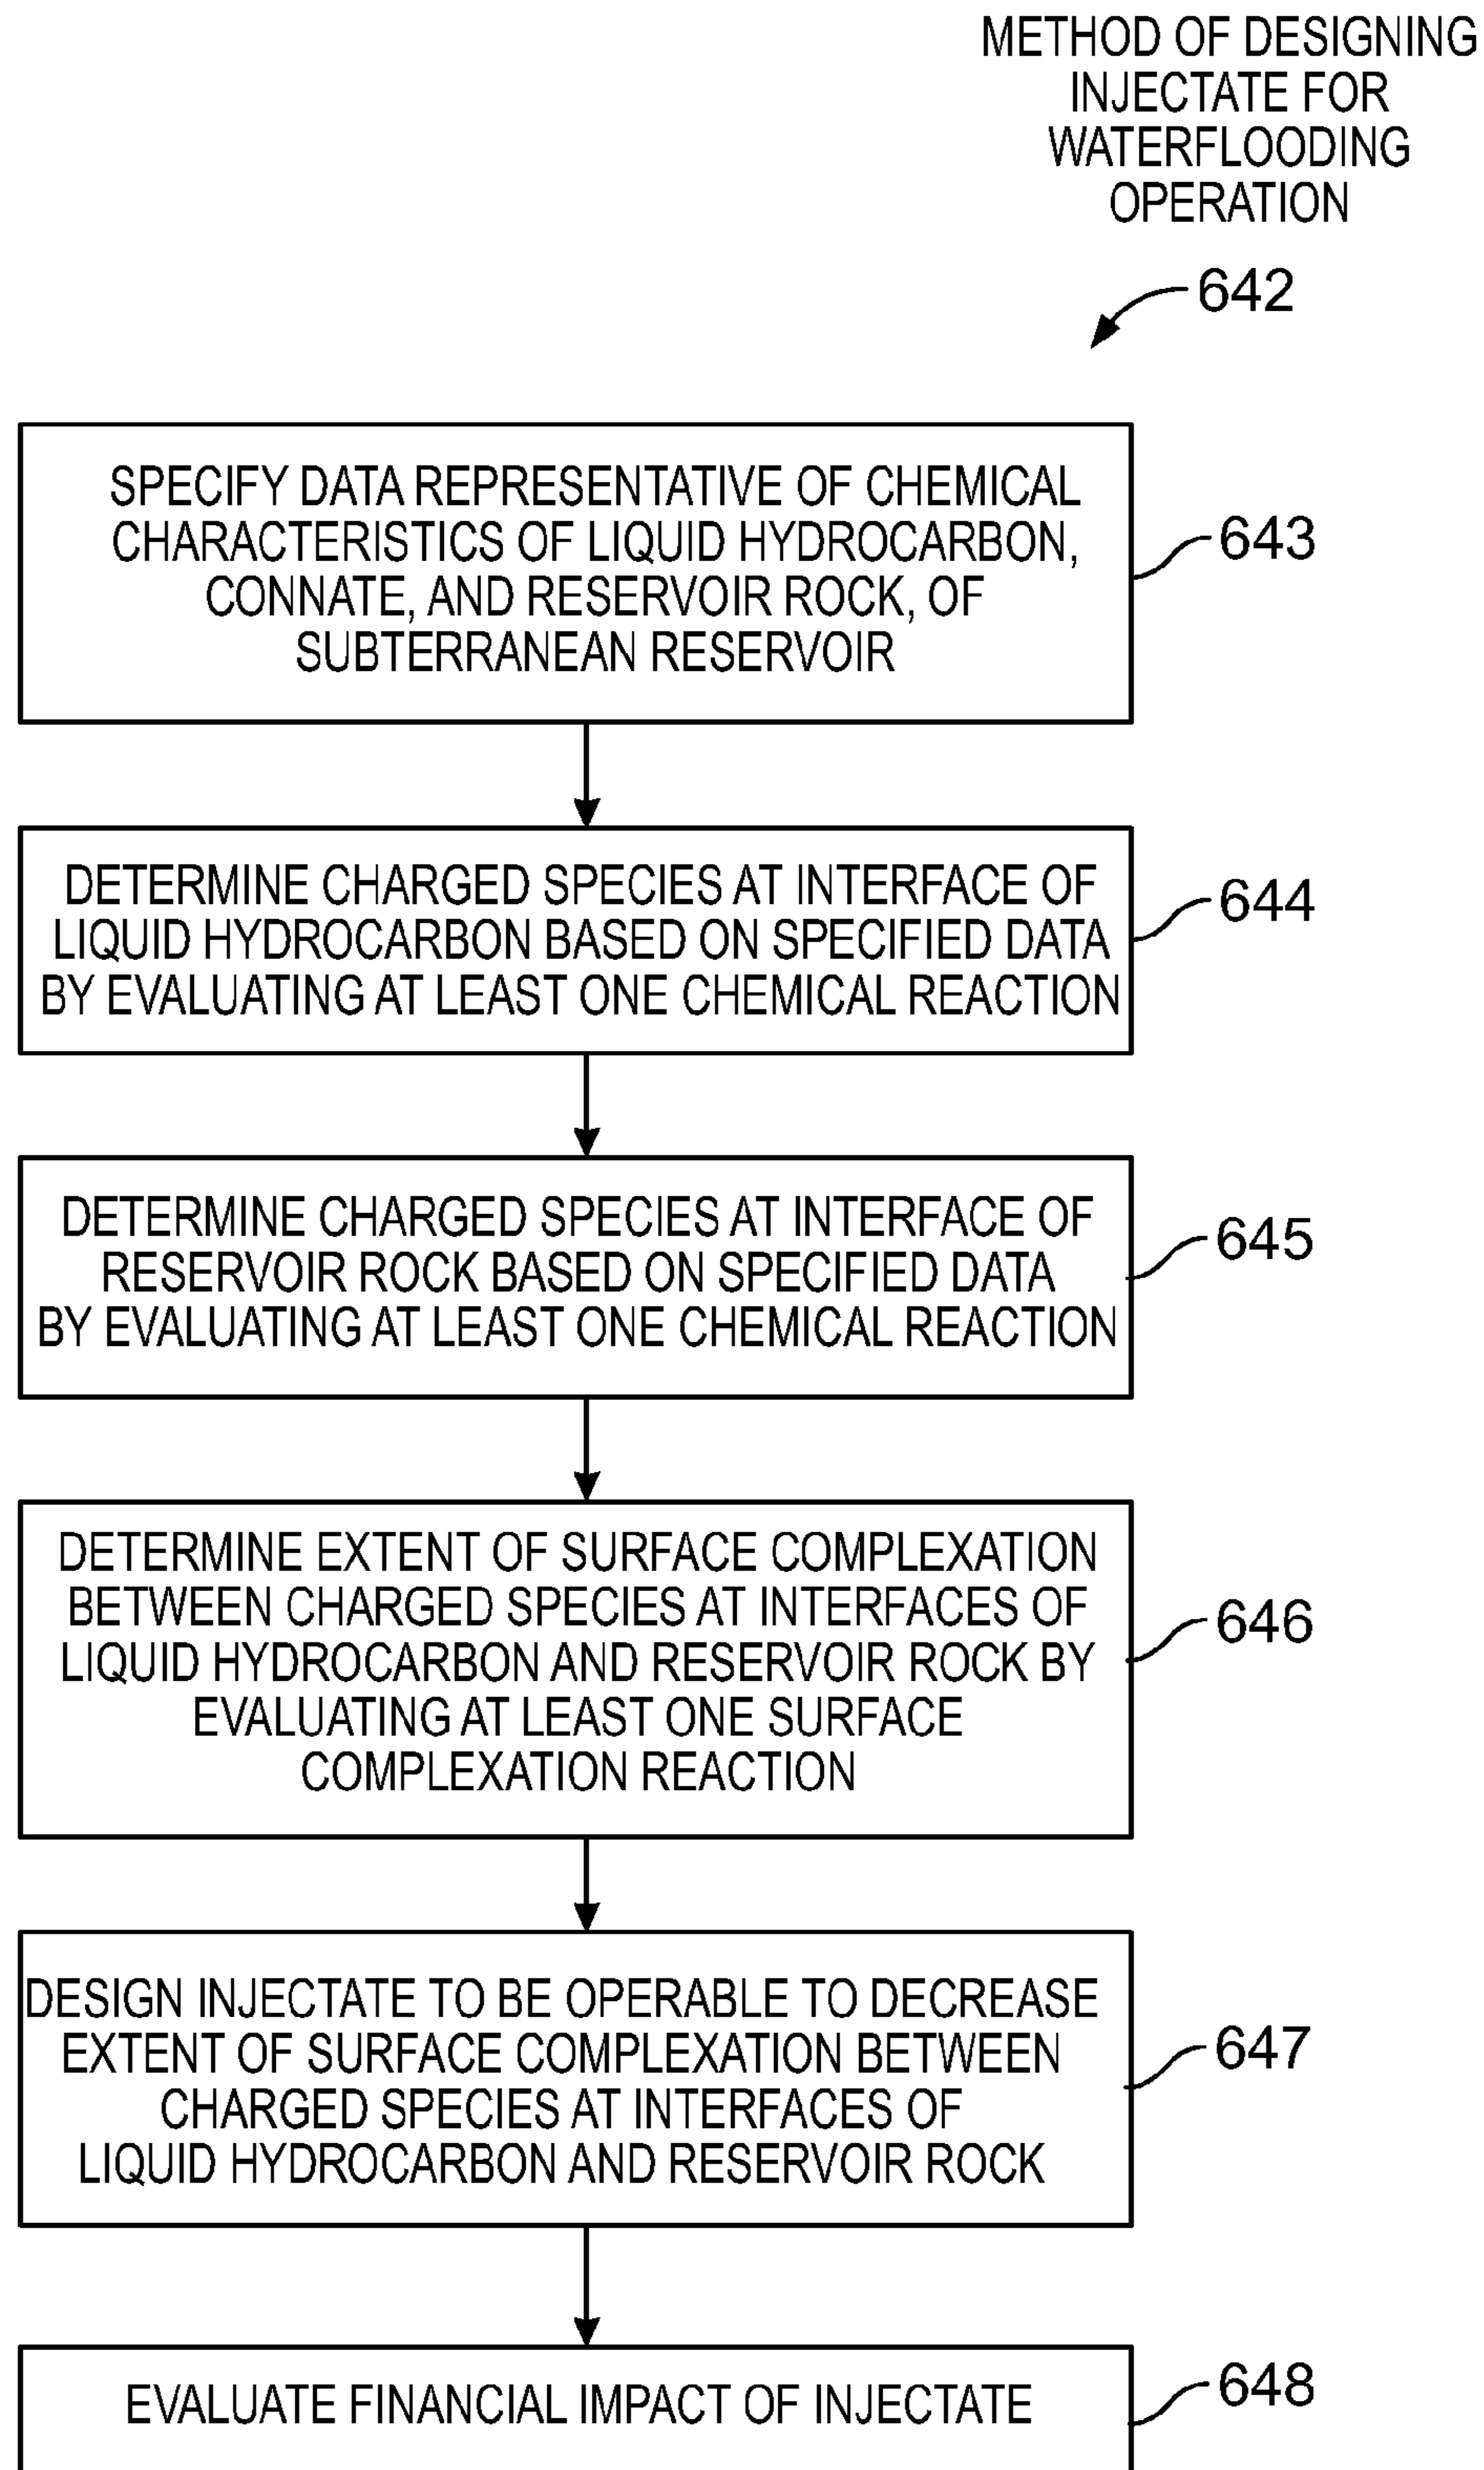 METHOD OF DESIGNING
INJECTATE FOR
WATERFLOODING
OPERATION
642
SPECIFY DATA REPRESENTATIVE OF CHEMICAL
CHARACTERISTICS OF LIQUID HYDROCARBON,
CONNATE, AND RESERVOIR ROCK, OF
SUBTERRANEAN RESERVOIR
643
DETERMINE CHARGED SPECIES AT INTERFACE OF
LIQUID HYDROCARBON BASED ON SPECIFIED DATA
BY EVALUATING AT LEAST ONE CHEMICAL REACTION
644
DETERMINE CHARGED SPECIES AT INTERFACE OF
RESERVOIR ROCK BASED ON SPECIFIED DATA
BY EVALUATING AT LEAST ONE CHEMICAL REACTION
645
DETERMINE EXTENT OF SURFACE COMPLEXATION
BETWEEN CHARGED SPECIES AT INTERFACES OF
LIQUID HYDROCARBON AND RESERVOIR ROCK BY
EVALUATING AT LEAST ONE SURFACE
COMPLEXATION REACTION
646
DESIGN INJECTATE TO BE OPERABLE TO DECREASE
EXTENT OF SURFACE COMPLEXATION BETWEEN
CHARGED SPECIES AT INTERFACES OF
LIQUID HYDROCARBON AND RESERVOIR ROCK
647
EVALUATE FINANCIAL IMPACT OF INJECTATE
648